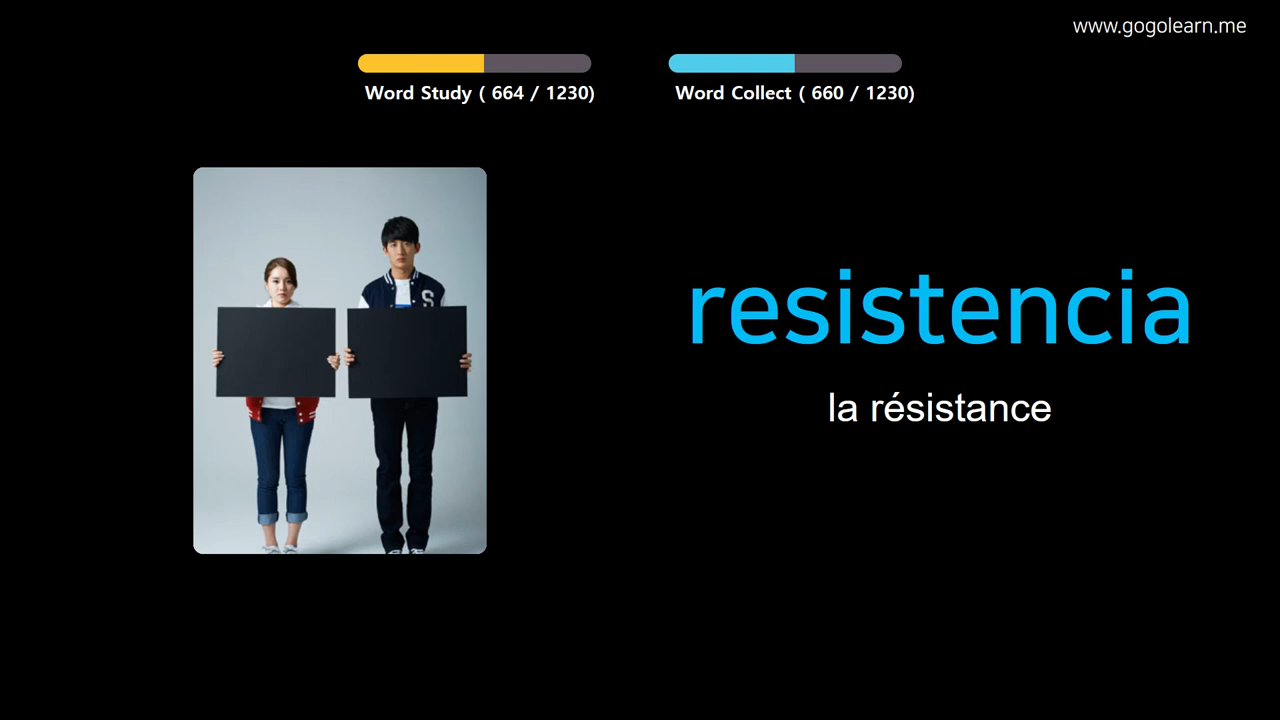 www.gogolearn.me
Word Study ( 664 / 1230)
Word Collect ( 660 / 1230)
S
resistencia
la résistance